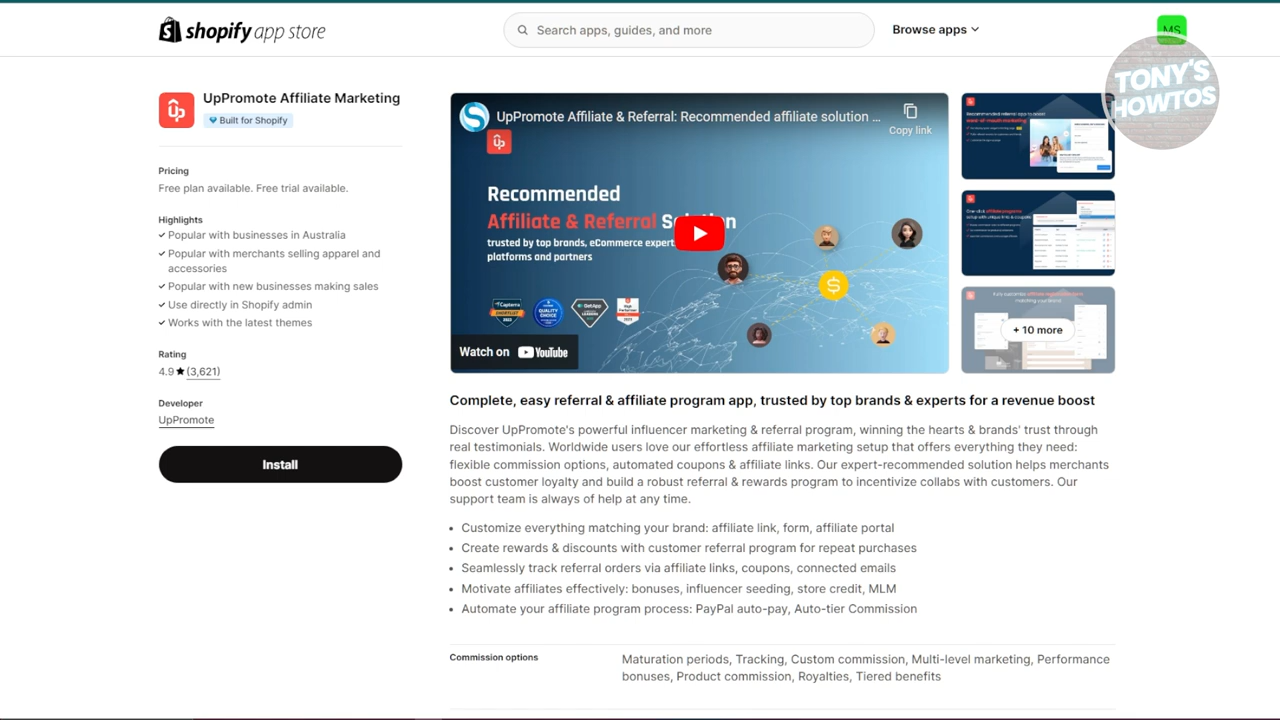 shopify app store
Search apps, guides, and more
Browse apps
MS
TONY'S
HOWTOS
UpPromote Affiliate Marketing
Built for Shopify
Pricing
Free plan available. Free trial available.
Highlights
Popular with businesses in
Popular with merchants selling apparel and
accessories
Popular with new businesses making sales
Use directly in Shopify admin
Works with the latest themes
Rating
4.9★ (3,621)
Developer
UpPromote
Install
UpPromote Affiliate & Referral: Recommended affiliate solution ...
Copy link
Recommended
Affiliate & Referral
Watch on YouTube
+ 10 more
Complete, easy referral & affiliate program app, trusted by top brands & experts for a revenue boost
Discover UpPromote's powerful influencer marketing & referral program, winning the hearts & brands' trust through
real testimonials. Worldwide users love our effortless affiliate marketing setup that offers everything they need:
flexible commission options, automated coupons & affiliate links. Our expert-recommended solution helps merchants
boost customer loyalty and build a robust referral & rewards program to incentivize collabs with customers. Our
support team is always of help at any time.
• Customize everything matching your brand: affiliate link, form, affiliate portal
• Create rewards & discounts with customer referral program for repeat purchases
• Seamlessly track referral orders via affiliate links, coupons, connected emails
• Motivate affiliates effectively: bonuses, influencer seeding, store credit, MLM
• Automate your affiliate program process: PayPal auto-pay, Auto-tier Commission
Commission options
Maturation periods, Tracking, Custom commission, Multi-level marketing, Performance
bonuses, Product commission, Royalties, Tiered benefits